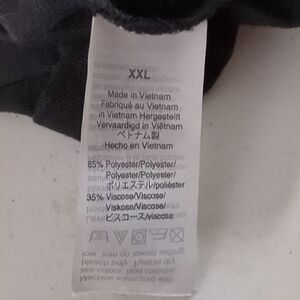 XXL
Made in Vietnam
Fabriqué au Vietnam
in Vietnam Hergestellt
Vervaardigd in Vietnam
ベトナム製
Hecho en Vietnam
65% Polyester/Polyester/
Polyester/Polyester/
ポリエステル/poliéster
35% Viscose/Viscose/
Viskose/Viscose/
ビスコース/viscosa